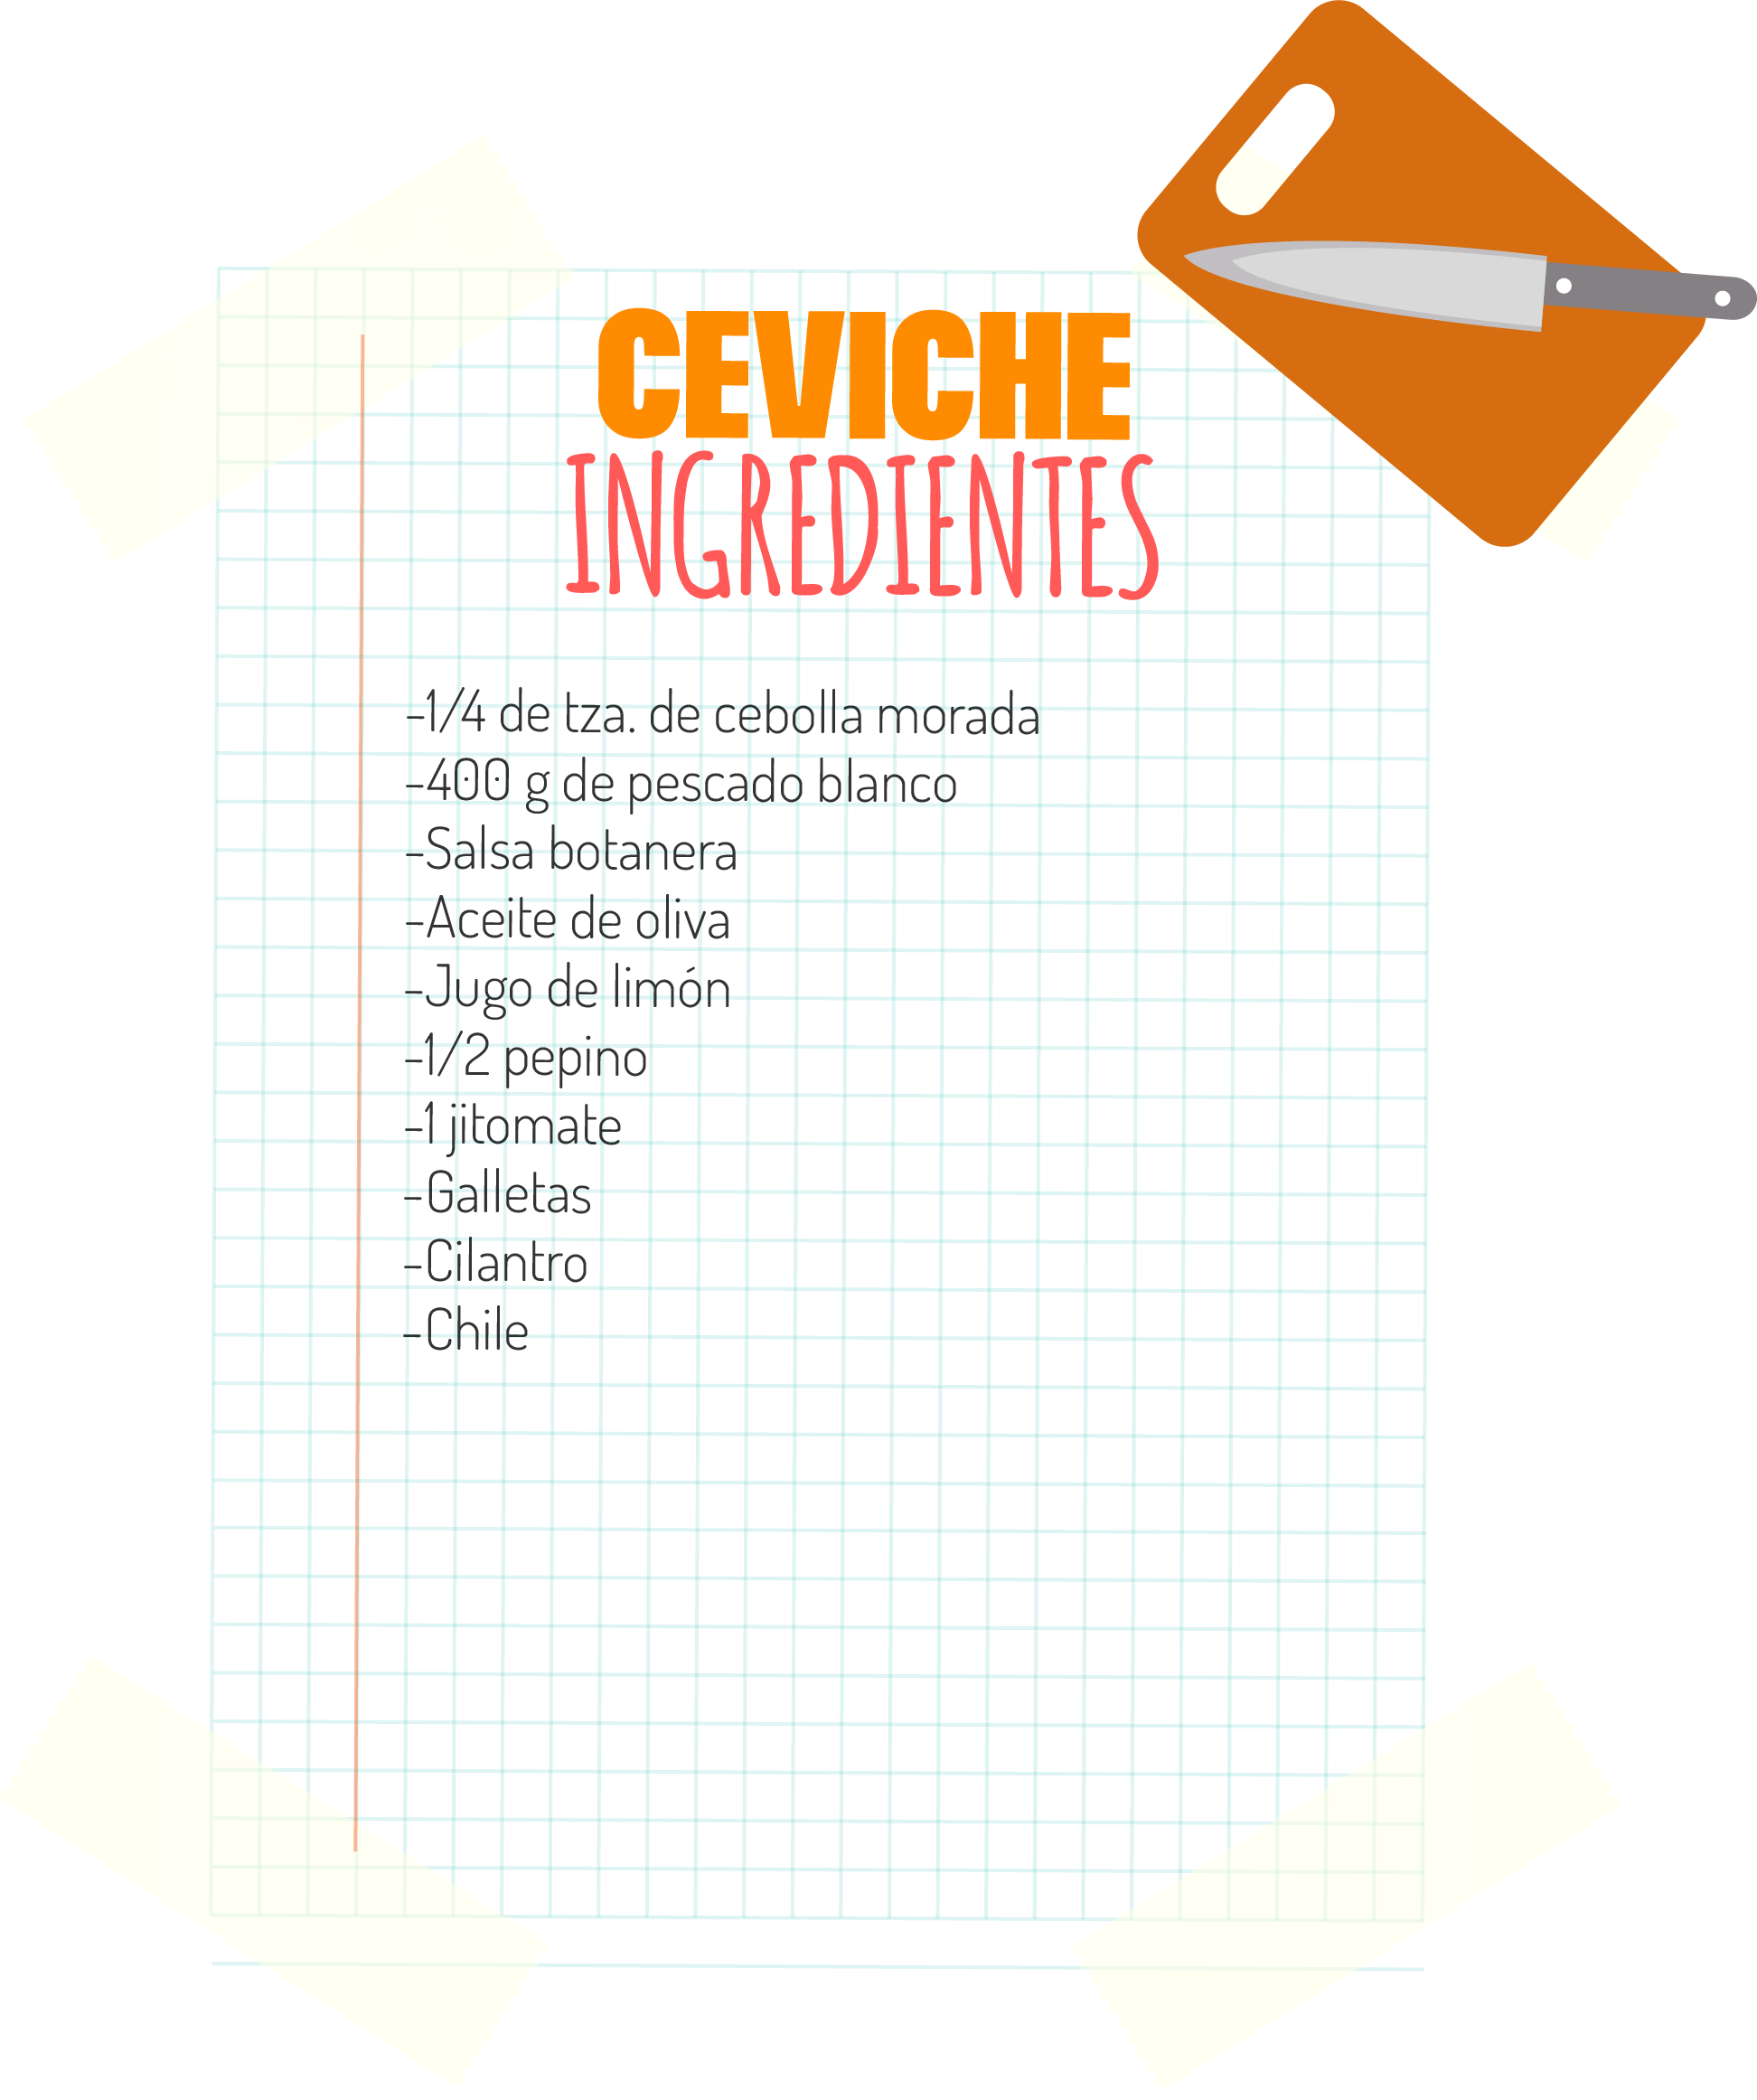 CEVICHE
INGREDIENTES
-1/4 de tza. de cebolla morada
-400 g de pescado blanco
-Salsa botanera
-Aceite de oliva
-Jugo de limón
-1/2 pepino
-1 jitomate
-Galletas
-Cilantro
-Chile